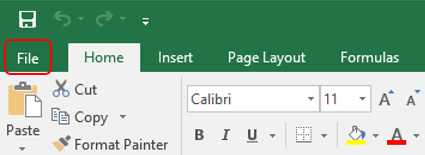 File Home Insert Page Layout Formulas
Cut
Calibri 11 A A
Copy
Paste
Format Painter
B I U A